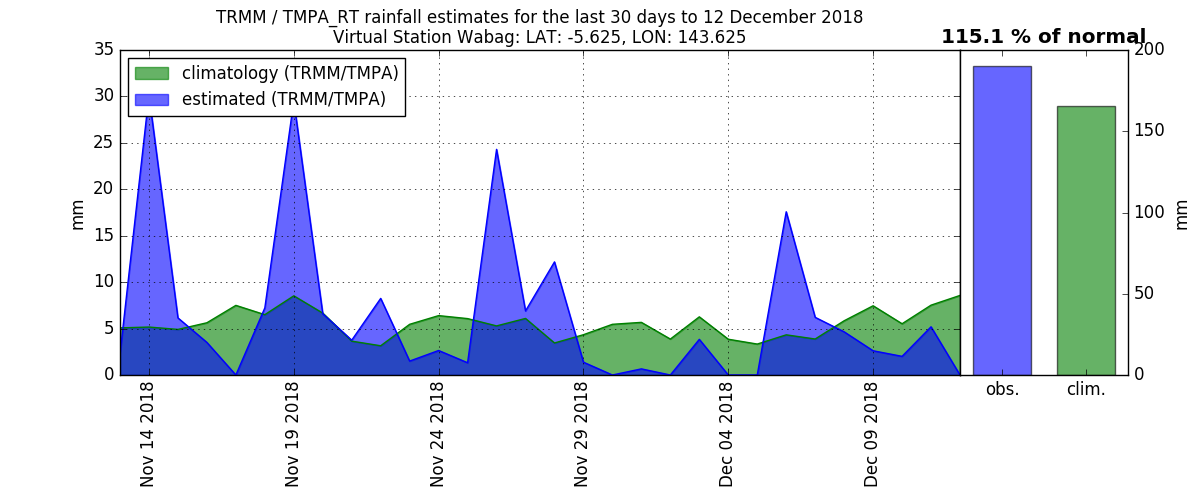 TRMM / TMPA_RT rainfall estimates for the last 30 days to 12 December 2018
Virtual Station Wabag: LAT: -5.625, LON: 143.625
115.1 % of normal
climatology (TRMM/TMPA)
estimated (TRMM/TMPA)
35
30
25
20
15
10
5
0
mm
Nov 14 2018
Nov 19 2018
Nov 24 2018
Nov 29 2018
Dec 04 2018
Dec 09 2018
obs.
clim.
200
150
100
50
0
mm